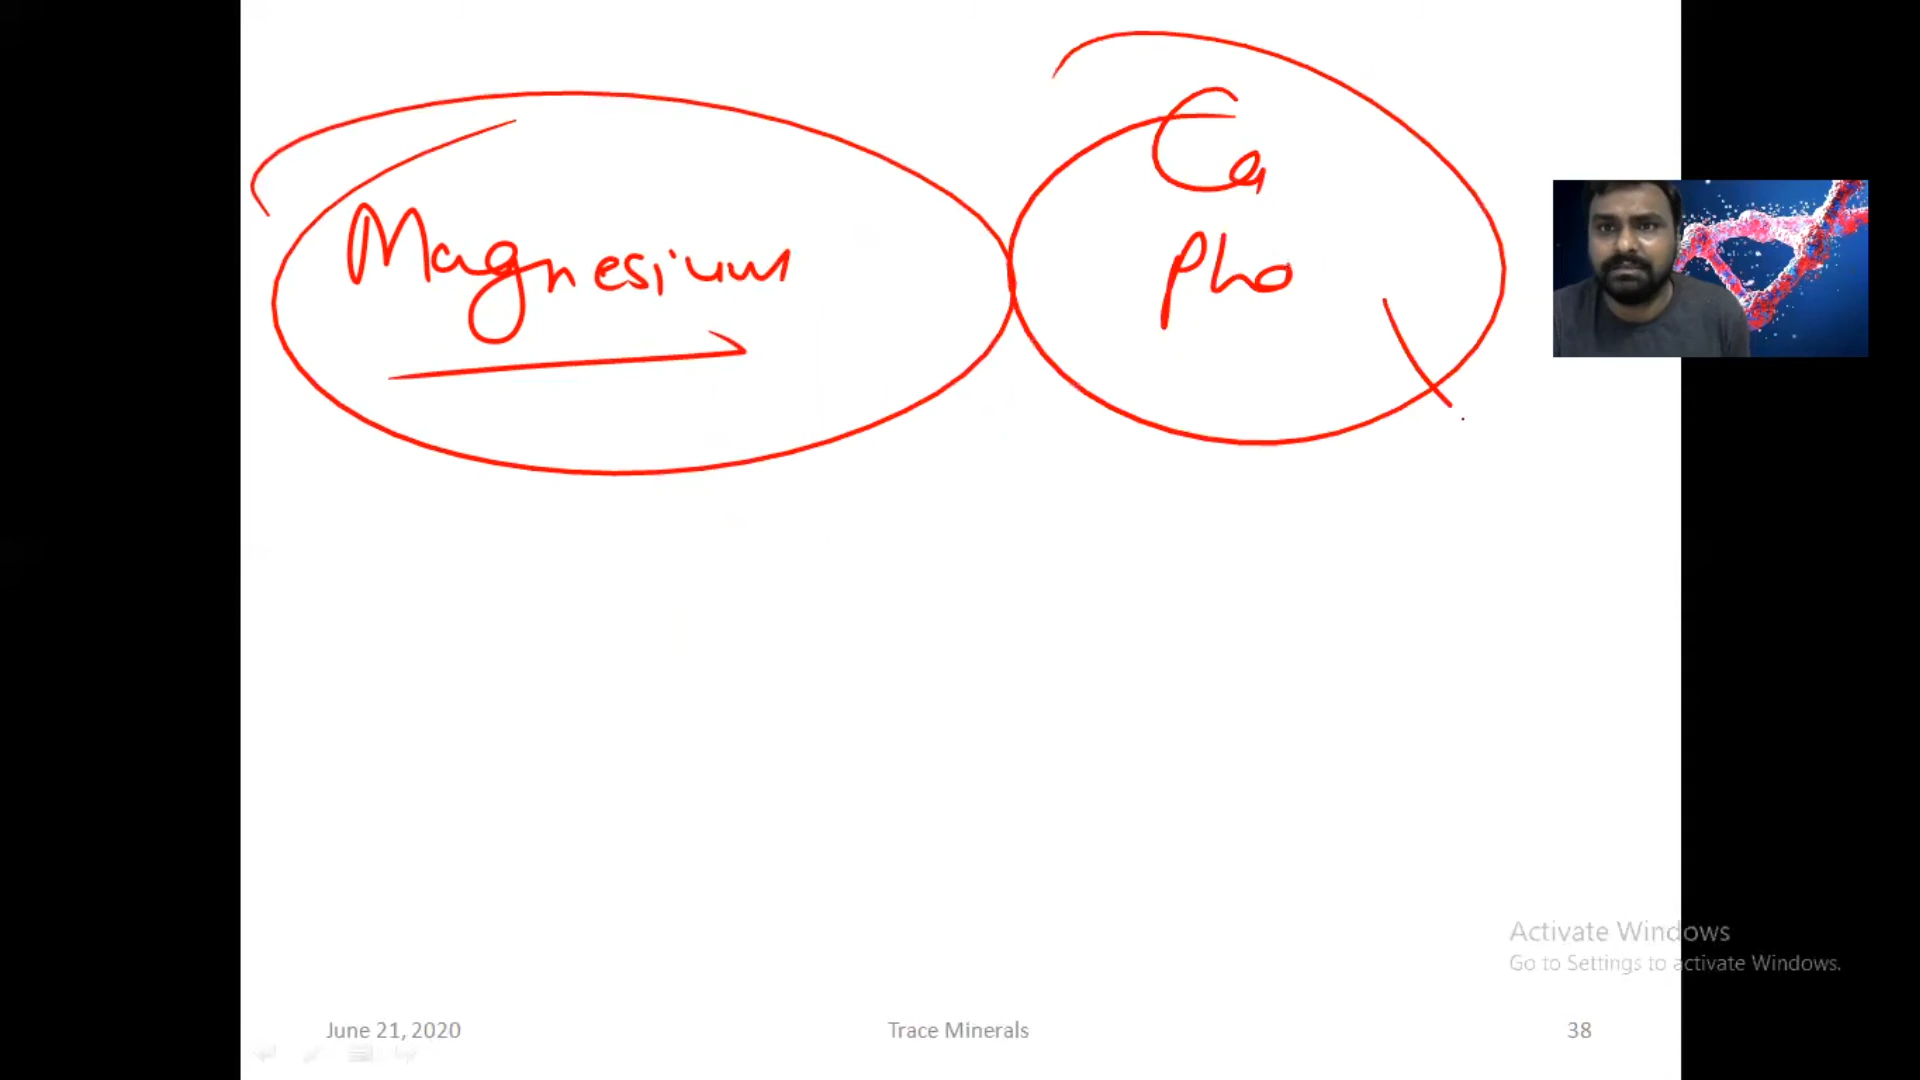 Magnesium
Ca
Pho
Activate Windows
Go to Settings to activate Windows.
June 21, 2020
Trace Minerals
38